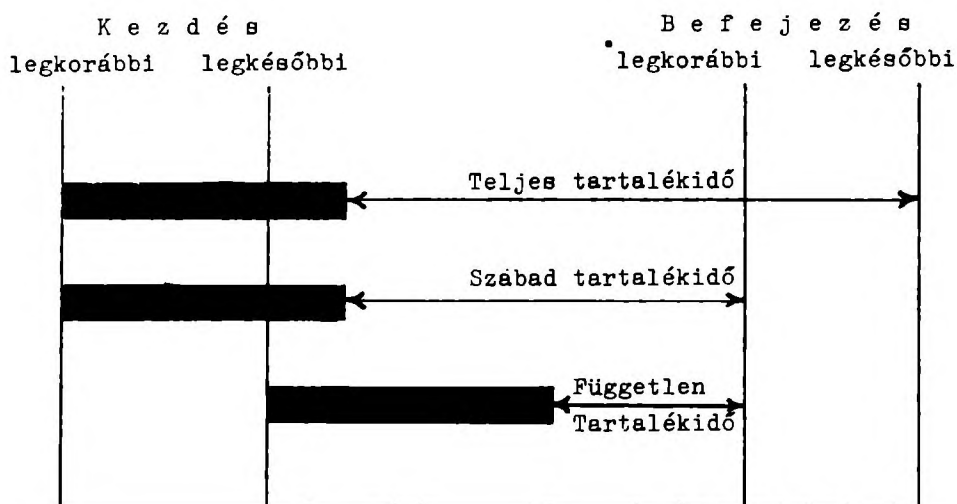 K e z d é s
B e f e j e z é s
legkorábbi legkésőbbi
legkorábbi legkésőbbi
Teljes tartalékidő
Szabad tartalékidő
Független
Tartalékidő